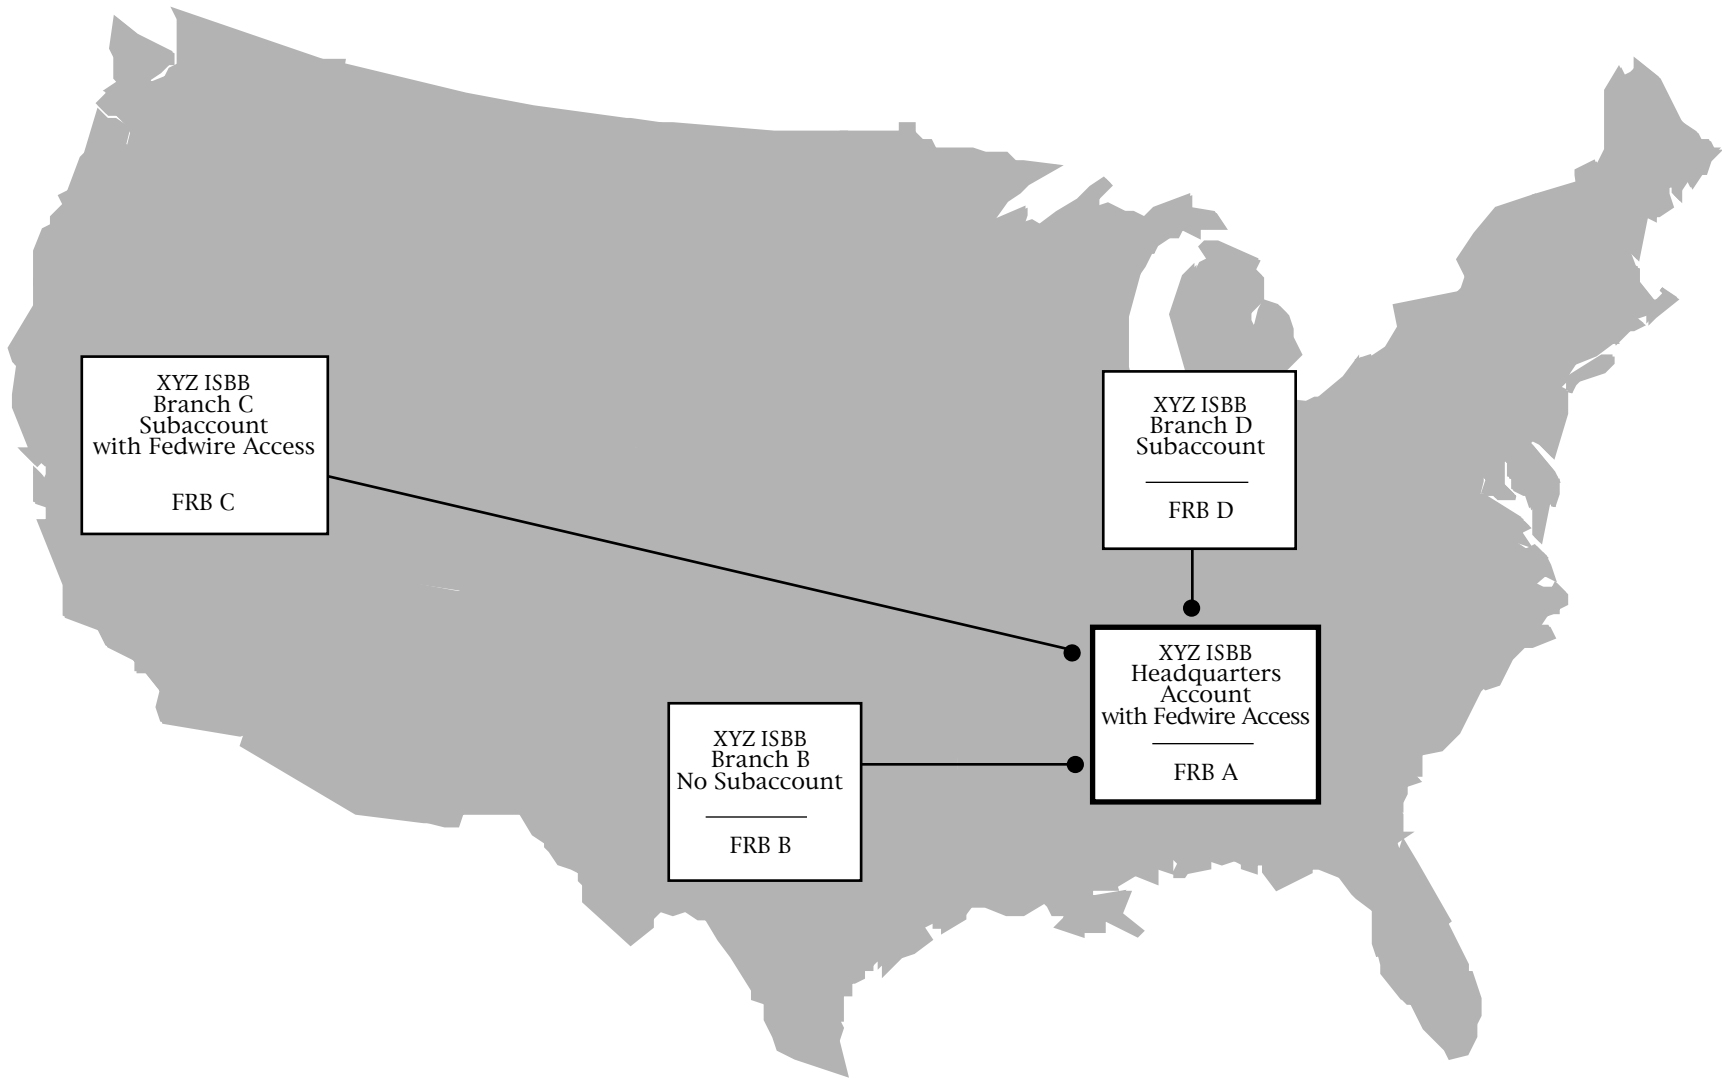 XYZ ISBB
Branch C
Subaccount
with Fedwire Access
FRB C
XYZ ISBB
Branch D
Subaccount
FRB D
XYZ ISBB
Headquarters
Account
with Fedwire Access
FRB A
XYZ ISBB
Branch B
No Subaccount
FRB B